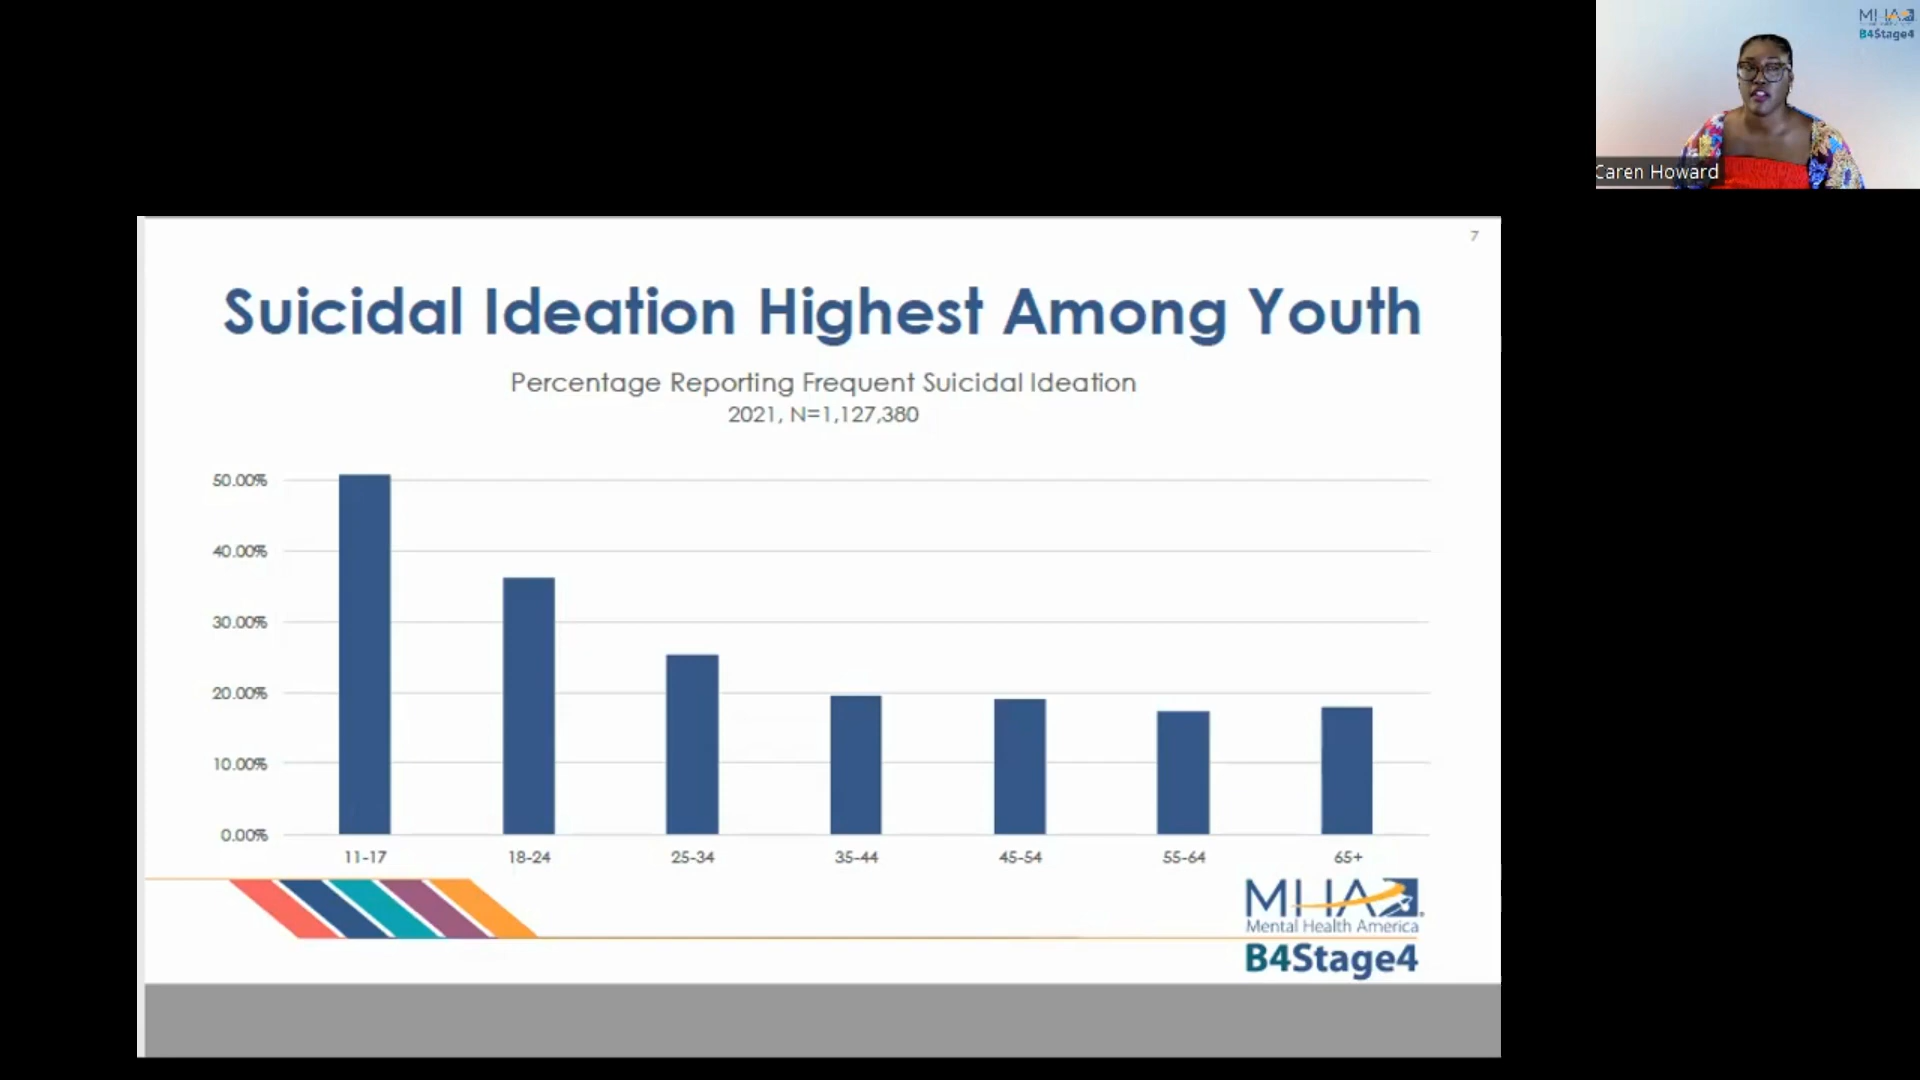 MHA
B4Stage4
Caren Howard
7
Suicidal Ideation Highest Among Youth
Percentage Reporting Frequent Suicidal Ideation
2021, N=1,127,380
50.00%
40.00%
30.00%
20.00%
10.00%
0.00%
11-17 18-24 25-34 35-44 45-54 55-64 65+
MHA
Mental Health America
B4Stage4